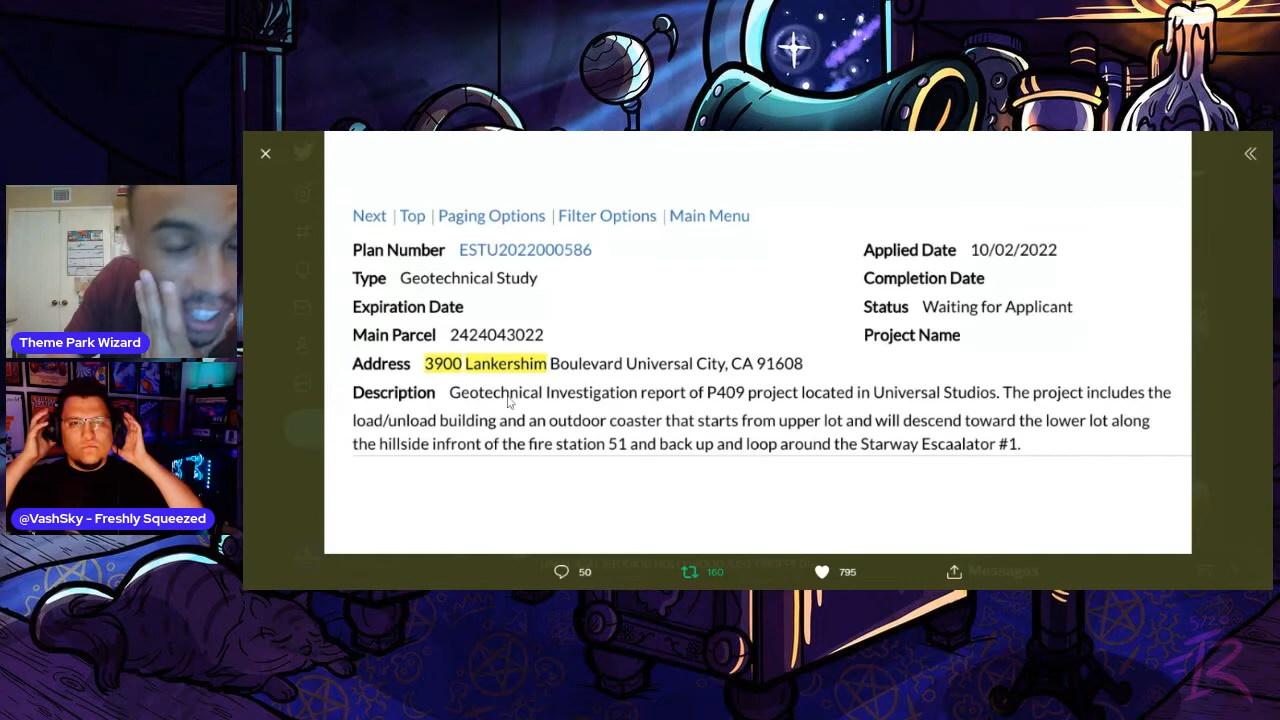 Next | Top | Paging Options | Filter Options | Main Menu
Plan Number ESTU2022000586
Applied Date 10/02/2022
Type Geotechnical Study
Completion Date
Expiration Date
Status Waiting for Applicant
Main Parcel 2424043022
Project Name
Address 3900 Lankershim Boulevard Universal City, CA 91608
Description Geotechnical Investigation report of P409 project located in Universal Studios. The project includes the
load/unload building and an outdoor coaster that starts from upper lot and will descend toward the lower lot along
the hillside infront of the fire station 51 and back up and loop around the Starway Escaalator #1.
50
160
795
Messages
Theme Park Wizard
@VashSky - Freshly Squeezed